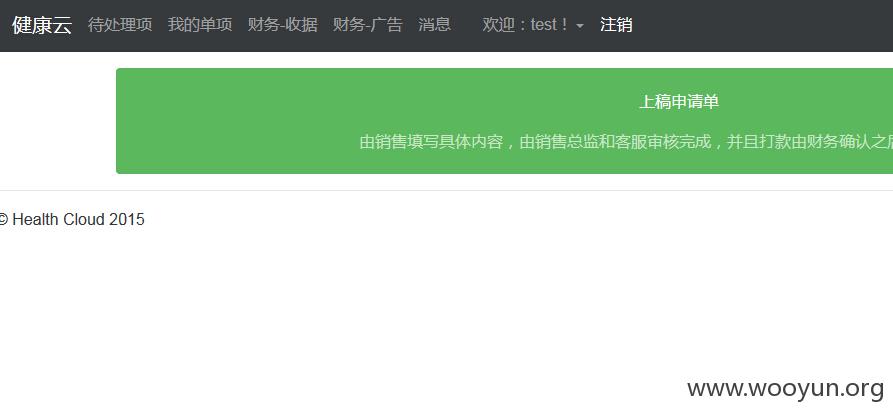 健康云 待处理项 我的单项 财务-收据 财务-广告 消息 欢迎：test！ 注销
上稿申请单
由销售填写具体内容，由销售总监和客服审核完成，并且打款由财务确认之后
© Health Cloud 2015
www.wooyun.org